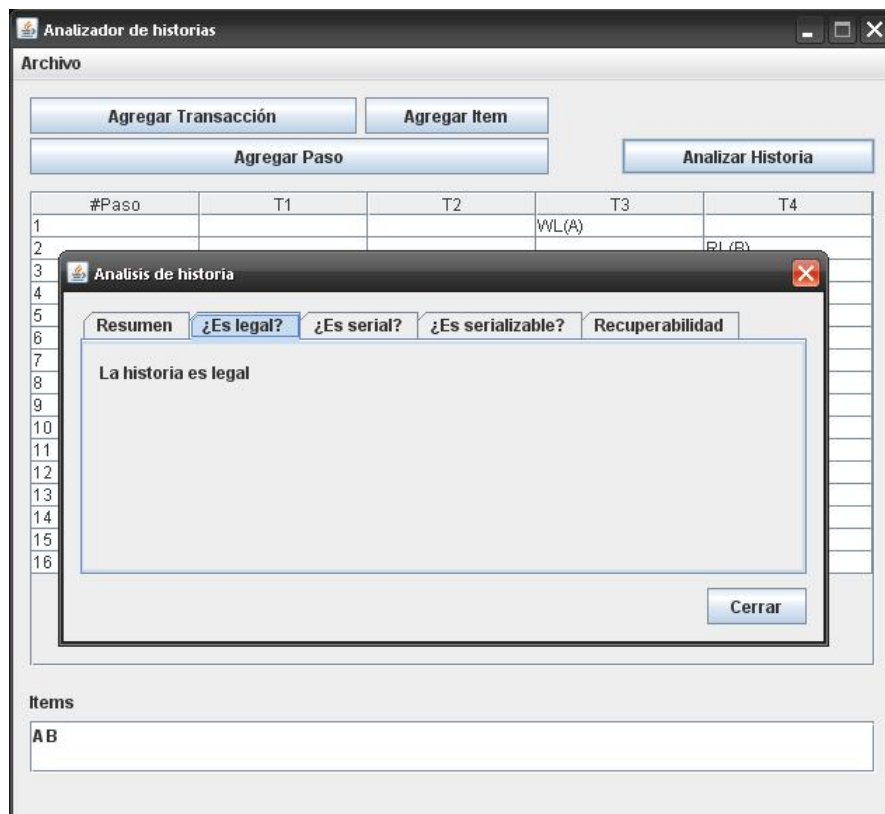 Analizador de historias
Archivo
Agregar Transacción Agregar Item
Agregar Paso Analizar Historia
#Paso T1 T2 T3 T4
1 WL(A)
2 RL(B)
3
Analisis de historia
4
5
Resumen ¿Es legal? ¿Es serial? ¿Es serializable? Recuperabilidad
6
7
La historia es legal
8
9
10
11
12
13
14
15
16
Cerrar
Items
A B